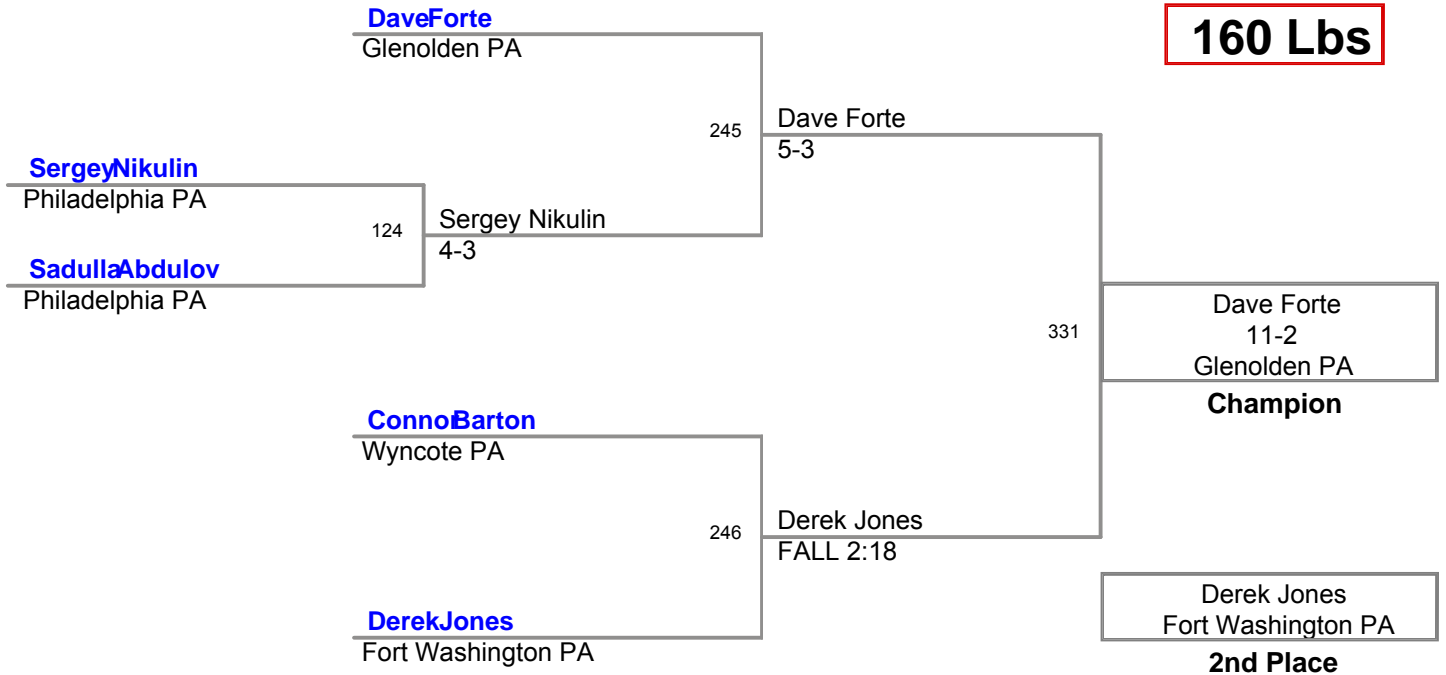 DaveForte
Glenolden PA
160 Lbs
245
Dave Forte
5-3
SergeyNikulin
Philadelphia PA
124
Sergey Nikulin
4-3
SadullaAbdulov
Philadelphia PA
331
Dave Forte
11-2
Glenolden PA
Champion
ConnorBarton
Wyncote PA
246
Derek Jones
FALL 2:18
DerekJones
Fort Washington PA
Derek Jones
Fort Washington PA
2nd Place